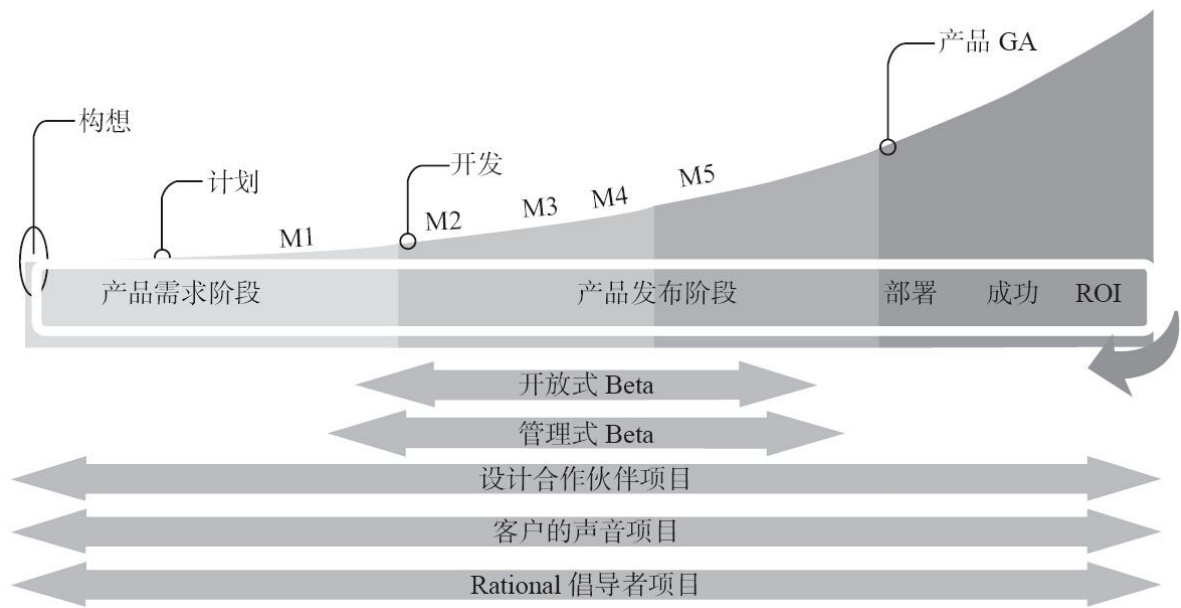 产品 GA
构想
开发
计划
M5
M4
M3
M2
M1
产品需求阶段
产品发布阶段
部署
成功
ROI
开放式 Beta
管理式 Beta
设计合作伙伴项目
客户的声音项目
Rational 倡导者项目